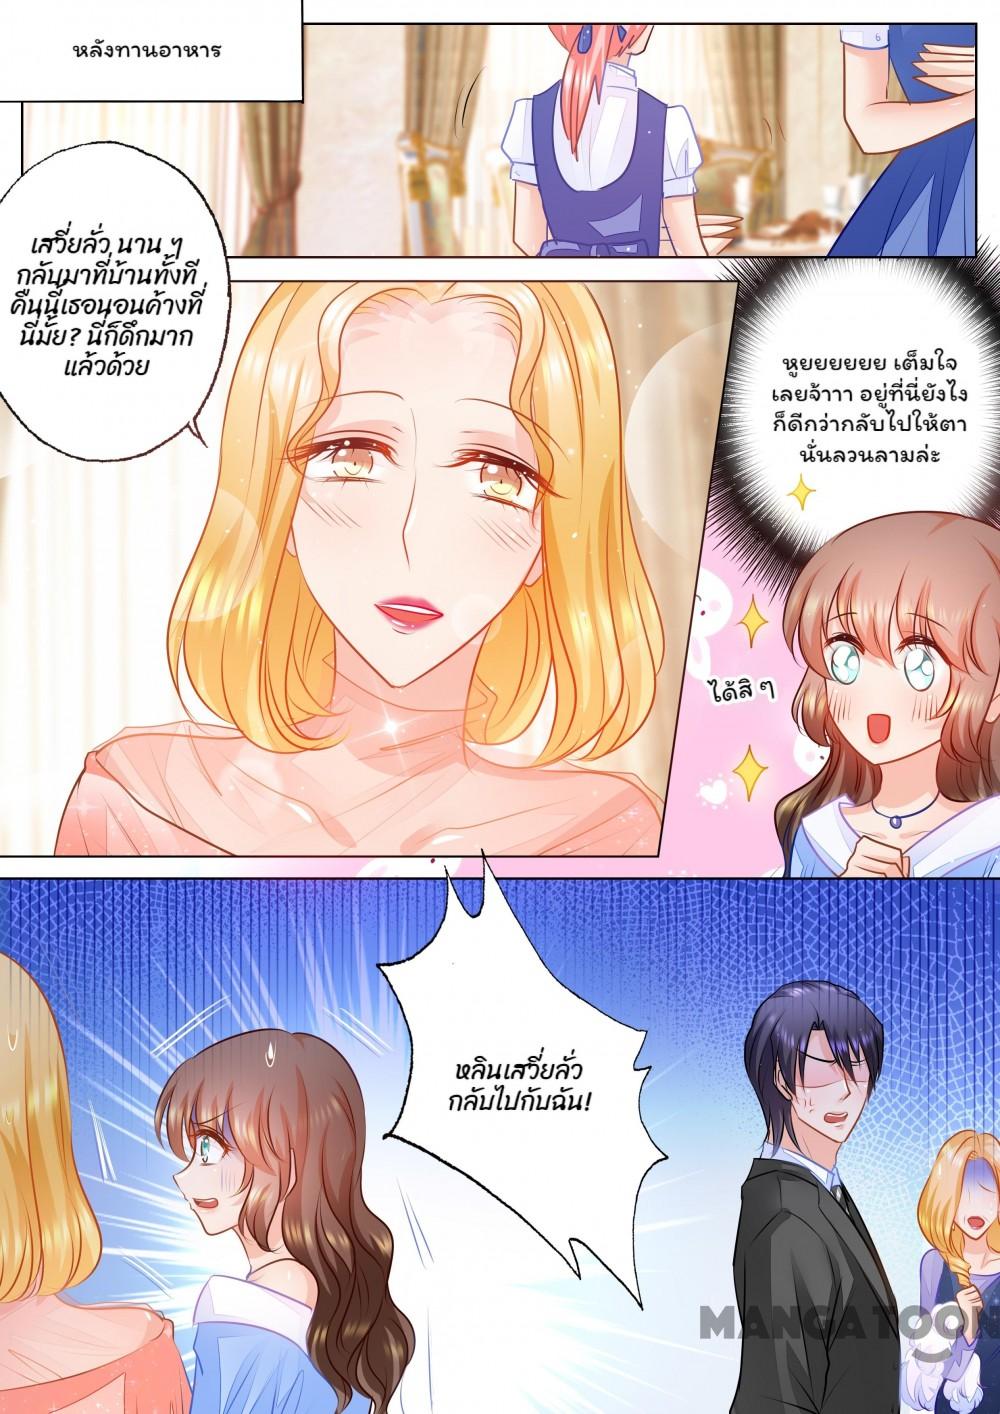 หลังทานอาหาร
เสวี่ยลั่ว นาน ๆ
กลับมาที่บ้านทั้งที
คืนนี้เธอนอนค้างที่
นี่มั้ย? นี่ก็ดึกมาก
แล้วด้วย
หูยยยยยย เต็มใจ
เลยจ้าาา อยู่ที่นี่ยังไง
ก็ดีกว่ากลับไปให้ตา
นั่นลวนลามล่ะ
ได้สิ ๆ
หลินเสวี่ยลั่ว
กลับไปกับฉัน!
MANGATOON